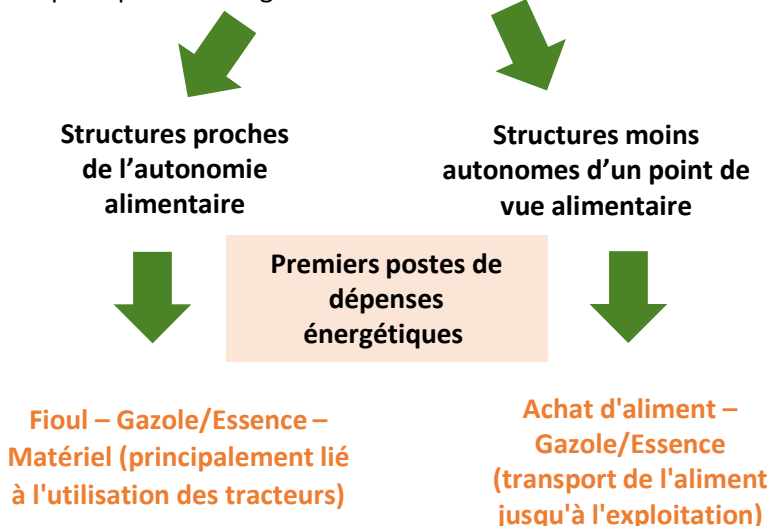 Structures proches
de l’autonomie
alimentaire
Structures moins
autonomes d’un point de
vue alimentaire
Premiers postes de
dépenses
énergétiques
Fioul – Gazole/Essence –
Matériel (principalement lié
à l'utilisation des tracteurs)
Achat d'aliment –
Gazole/Essence
(transport de l'aliment
jusqu'à l'exploitation)